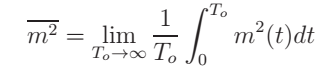 $\overline{m^2} = \lim_{T_o \to \infty} \frac{1}{T_o} \int_0^{T_o} m^2(t)dt$